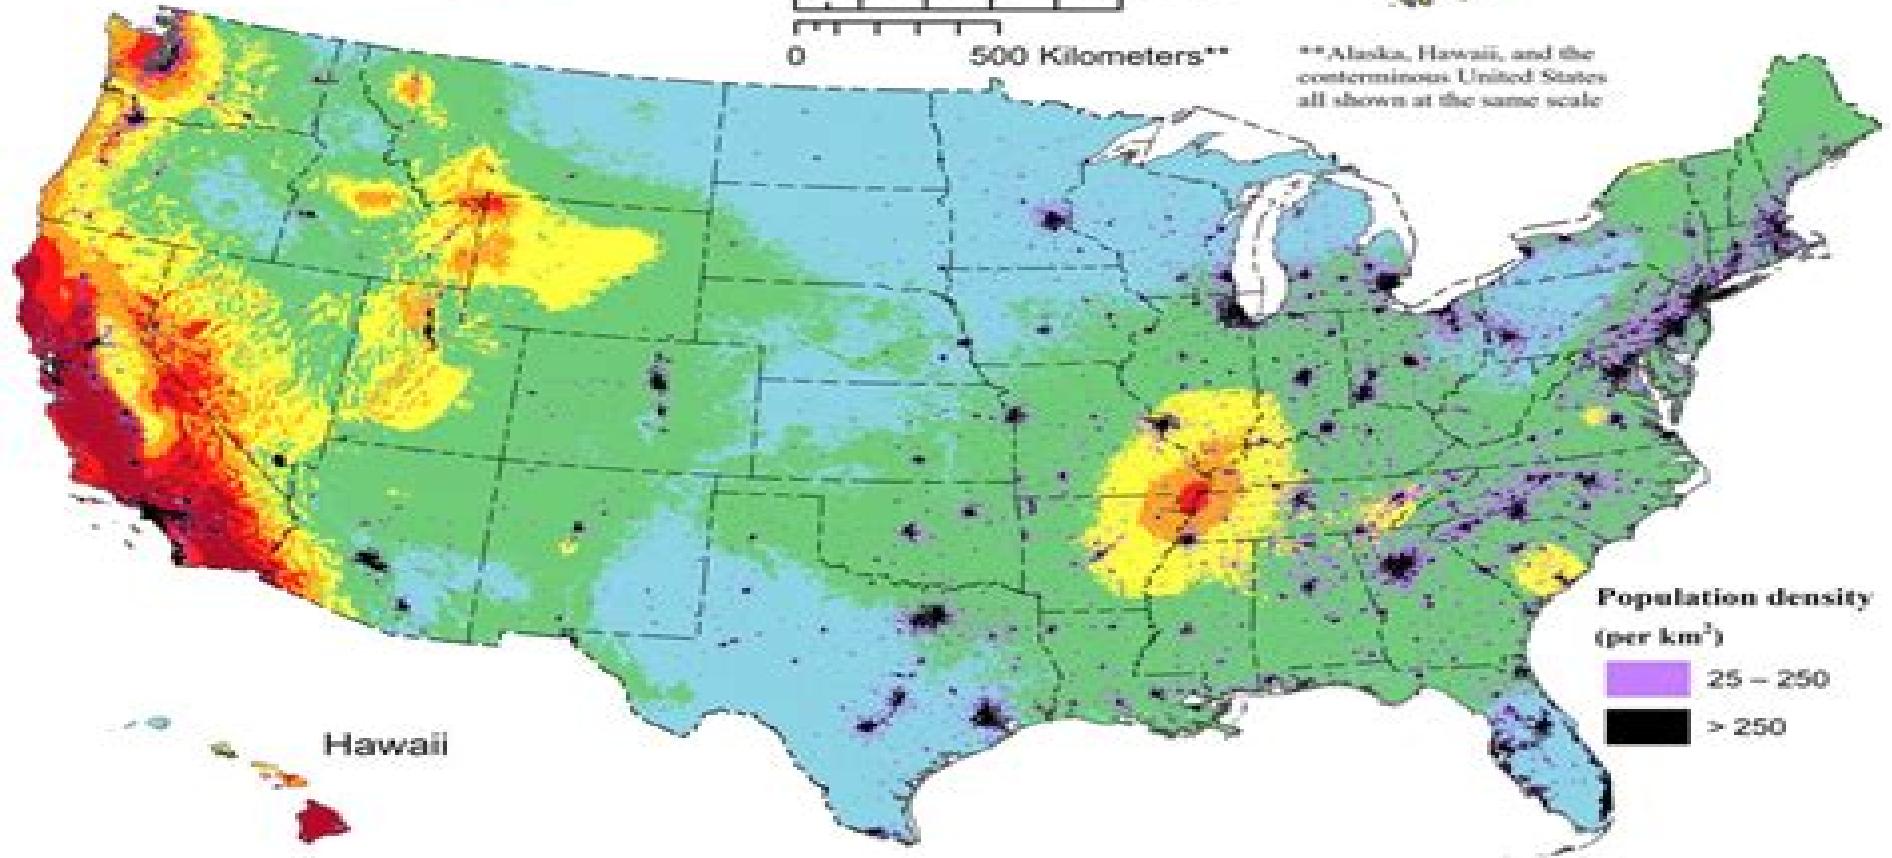 0 500 Kilometers**
**Alaska, Hawaii, and the
conterminous United States
all shown at the same scale
Population density
(per km²)
25 – 250
> 250
Hawaii